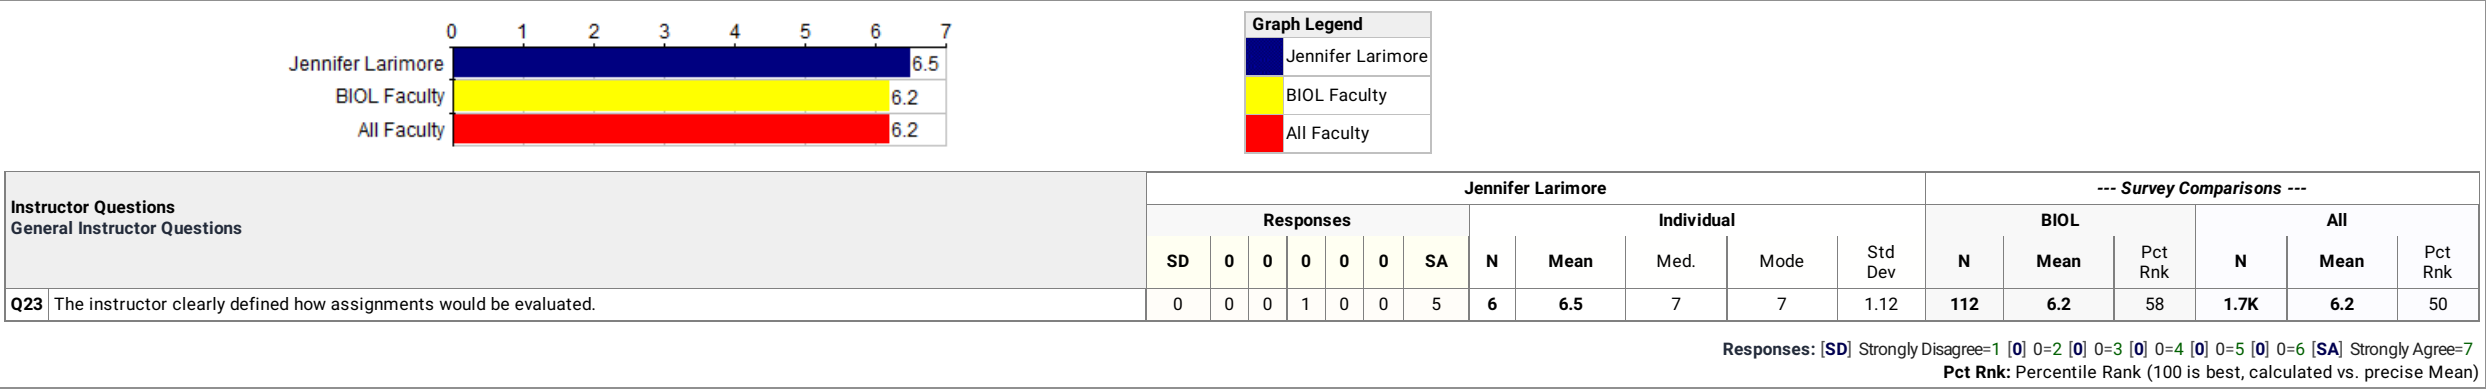 0 1 2 3 4 5 6 7
Jennifer Larimore 6.5
BIOL Faculty 6.2
All Faculty 6.2
Graph Legend
Jennifer Larimore
BIOL Faculty
All Faculty
Instructor Questions
General Instructor Questions
Jennifer Larimore --- Survey Comparisons ---
Responses Individual BIOL All
SD 0 0 0 0 0 SA N Mean Med. Mode Std Dev N Mean Pct Rnk N Mean Pct Rnk
Q23 The instructor clearly defined how assignments would be evaluated. 0 0 0 1 0 0 5 6 6.5 7 7 1.12 112 6.2 58 1.7K 6.2 50
Responses: [SD] Strongly Disagree=1 [0] 0=2 [0] 0=3 [0] 0=4 [0] 0=5 [0] 0=6 [SA] Strongly Agree=7
Pct Rnk: Percentile Rank (100 is best, calculated vs. precise Mean)